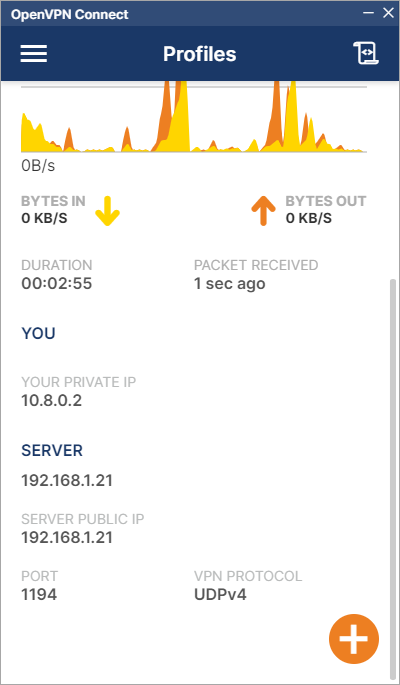 OpenVPN Connect
Profiles
0B/s
BYTES IN
0 KB/S
BYTES OUT
0 KB/S
DURATION
00:02:55
PACKET RECEIVED
1 sec ago
YOU
YOUR PRIVATE IP
10.8.0.2
SERVER
192.168.1.21
SERVER PUBLIC IP
192.168.1.21
PORT
1194
VPN PROTOCOL
UDPv4